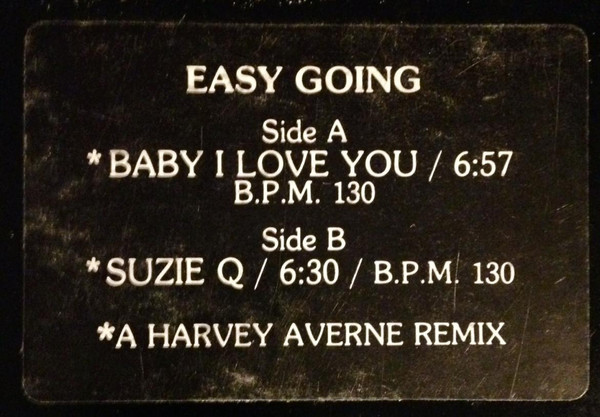 EASY GOING
Side A
*BABY I LOVE YOU / 6:57
B.P.M. 130
Side B
*SUZIE Q / 6:30 / B.P.M. 130
*A HARVEY AVERNE REMIX